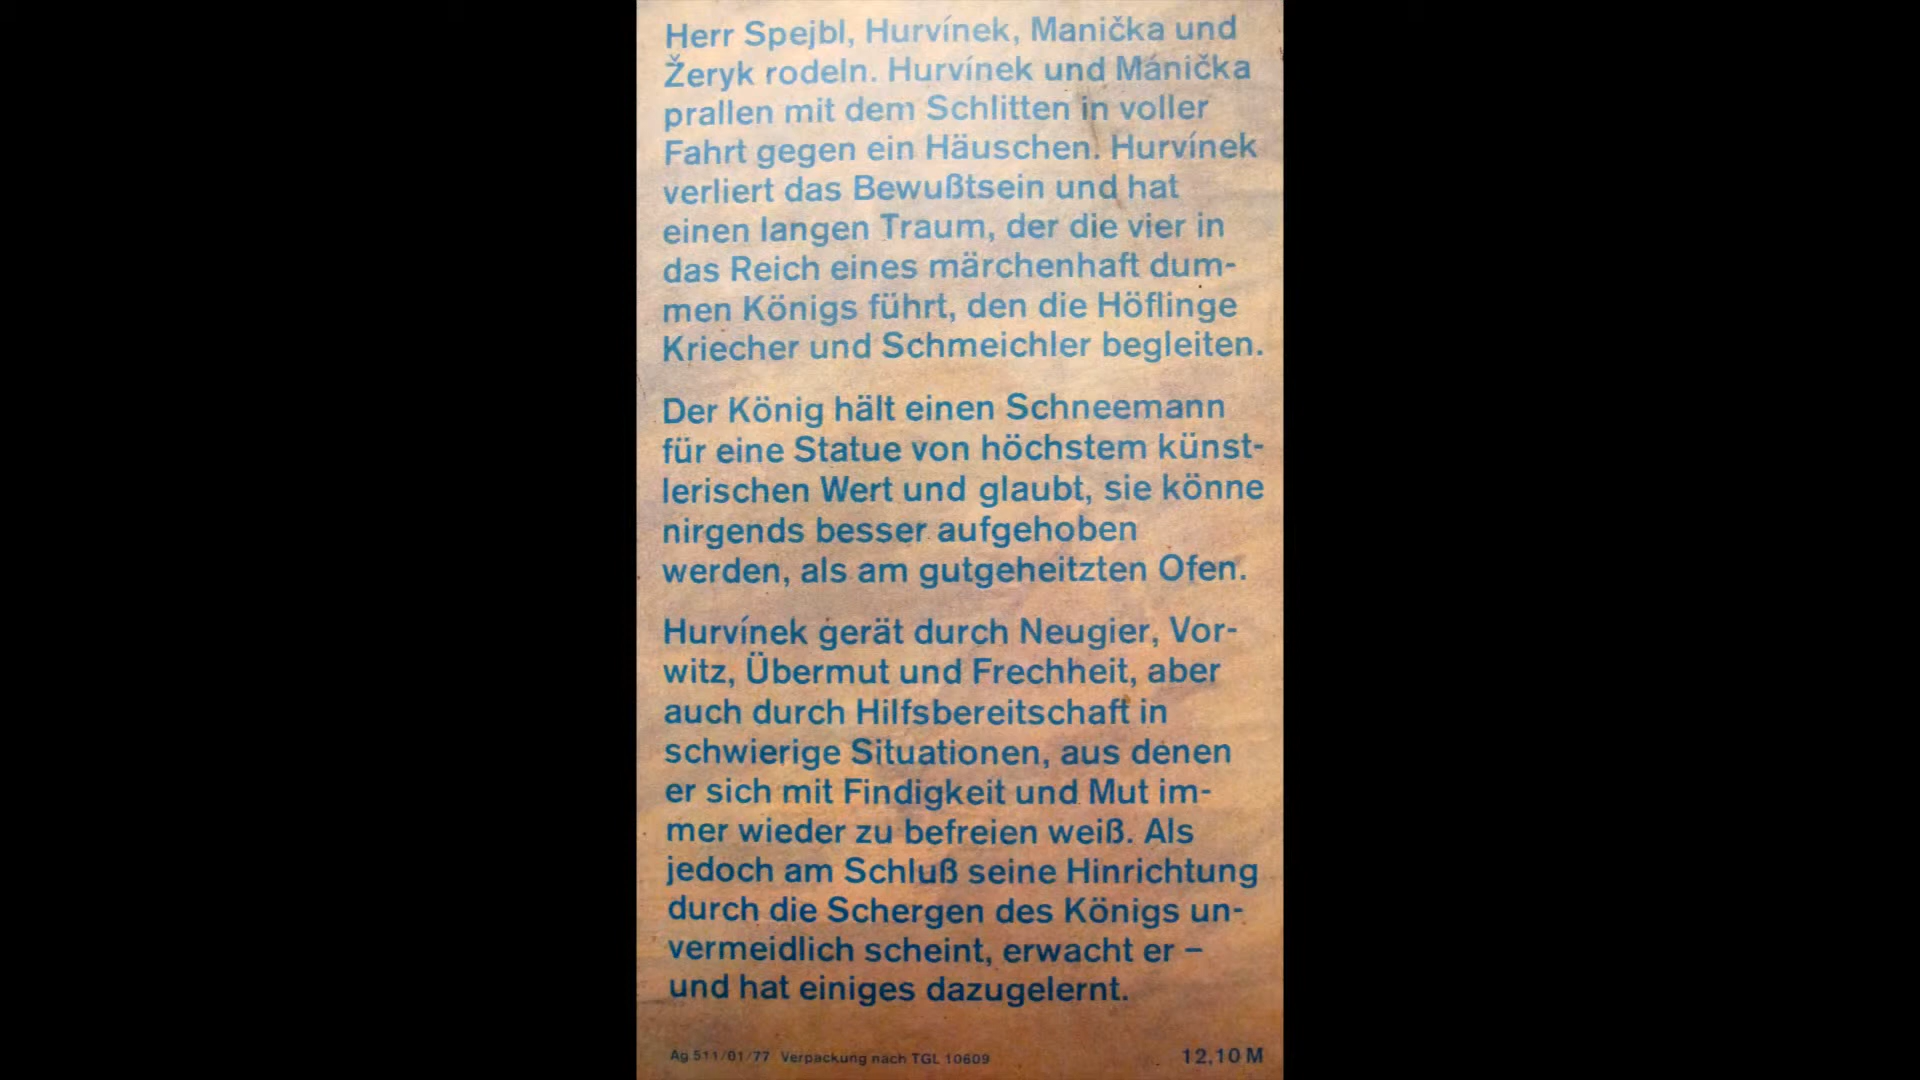 Herr Spejbl, Hurvínek, Manička und
Žeryk rodeln. Hurvínek und Mánička
prallen mit dem Schlitten in voller
Fahrt gegen ein Häuschen. Hurvínek
verliert das Bewußtsein und hat
einen langen Traum, der die vier in
das Reich eines märchenhaft dum-
men Königs führt, den die Höflinge
Kriecher und Schmeichler begleiten.
Der König hält einen Schneemann
für eine Statue von höchstem künst-
lerischen Wert und glaubt, sie könne
nirgends besser aufgehoben
werden, als am gutgeheitzten Ofen.
Hurvínek gerät durch Neugier, Vor-
witz, Übermut und Frechheit, aber
auch durch Hilfsbereitschaft in
schwierige Situationen, aus denen
er sich mit Findigkeit und Mut im-
mer wieder zu befreien weiß. Als
jedoch am Schluß seine Hinrichtung
durch die Schergen des Königs un-
vermeidlich scheint, erwacht er –
und hat einiges dazugelernt.
Ag 511/01/77 Verpackung nach TGL 10609 12,10 M